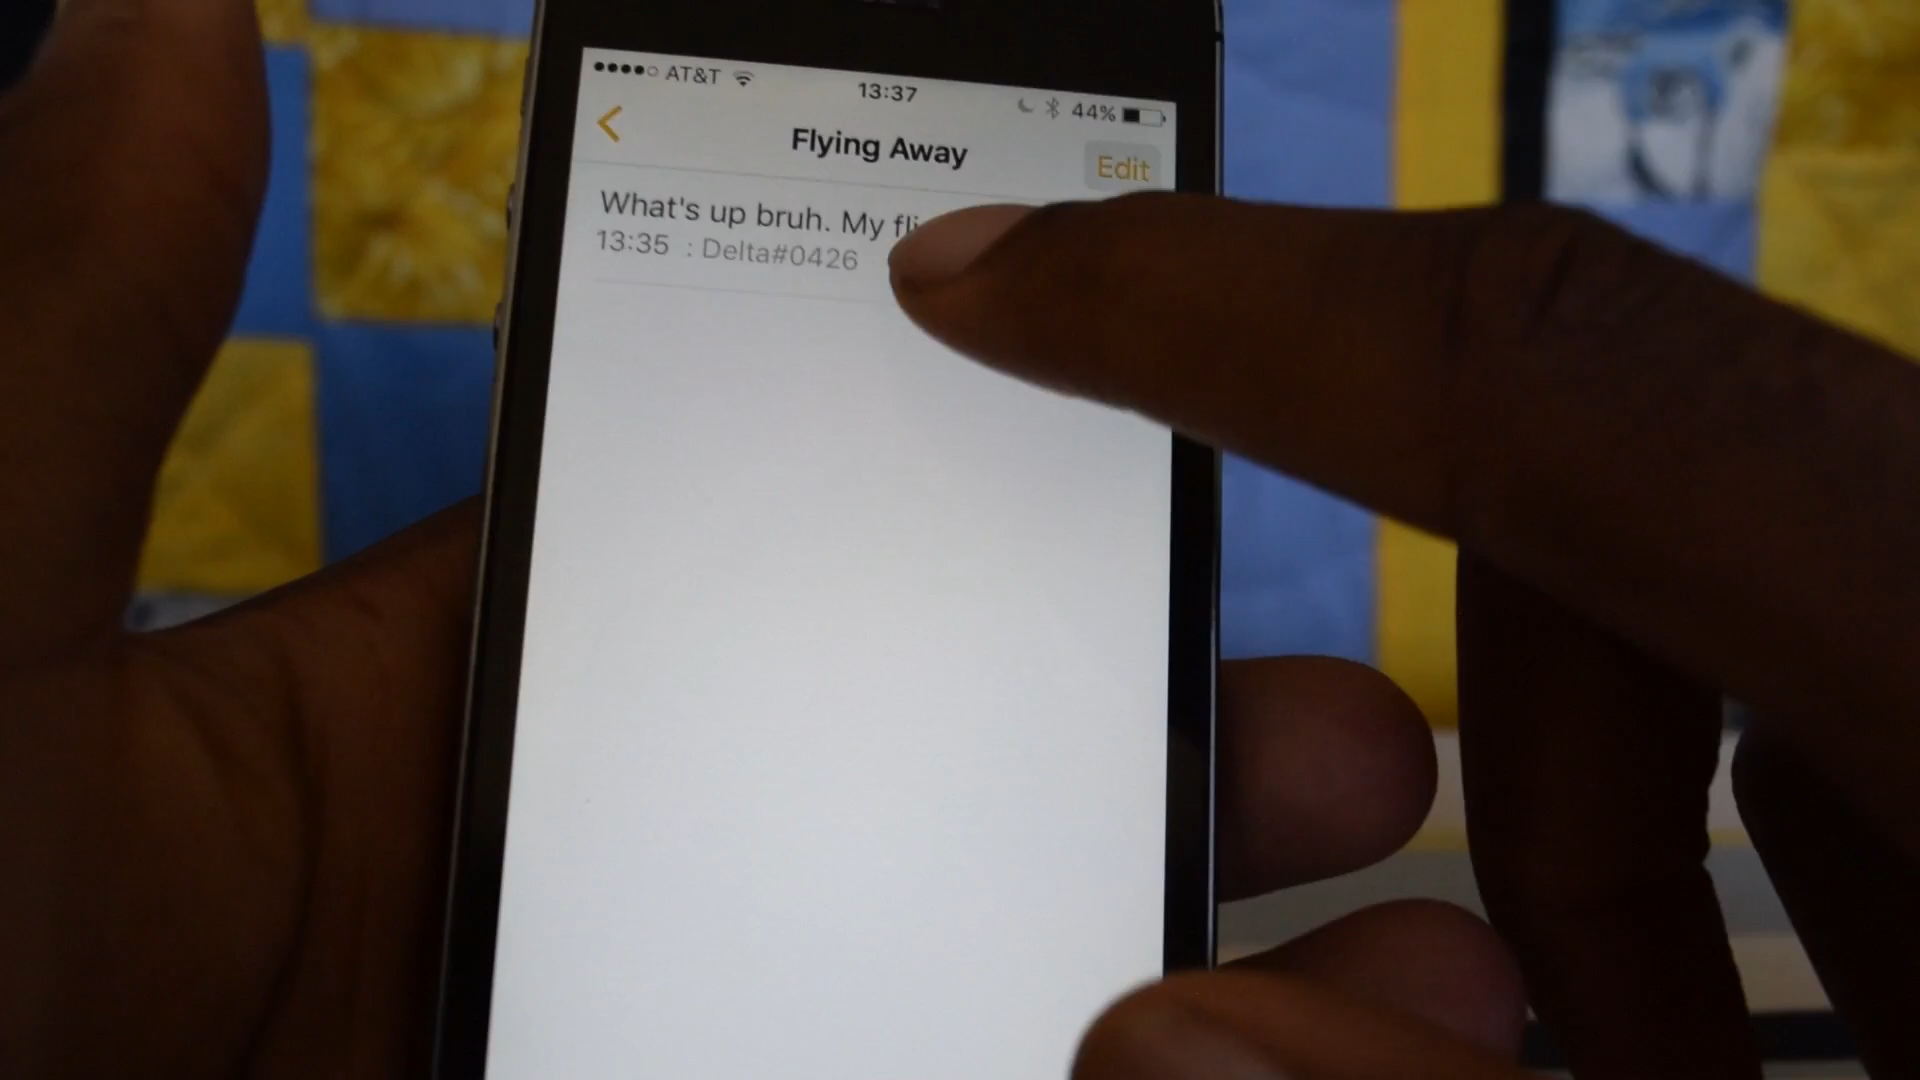 AT&T 13:37 44%
Flying Away
Edit
What's up bruh. My
13:35 : Delta#0426